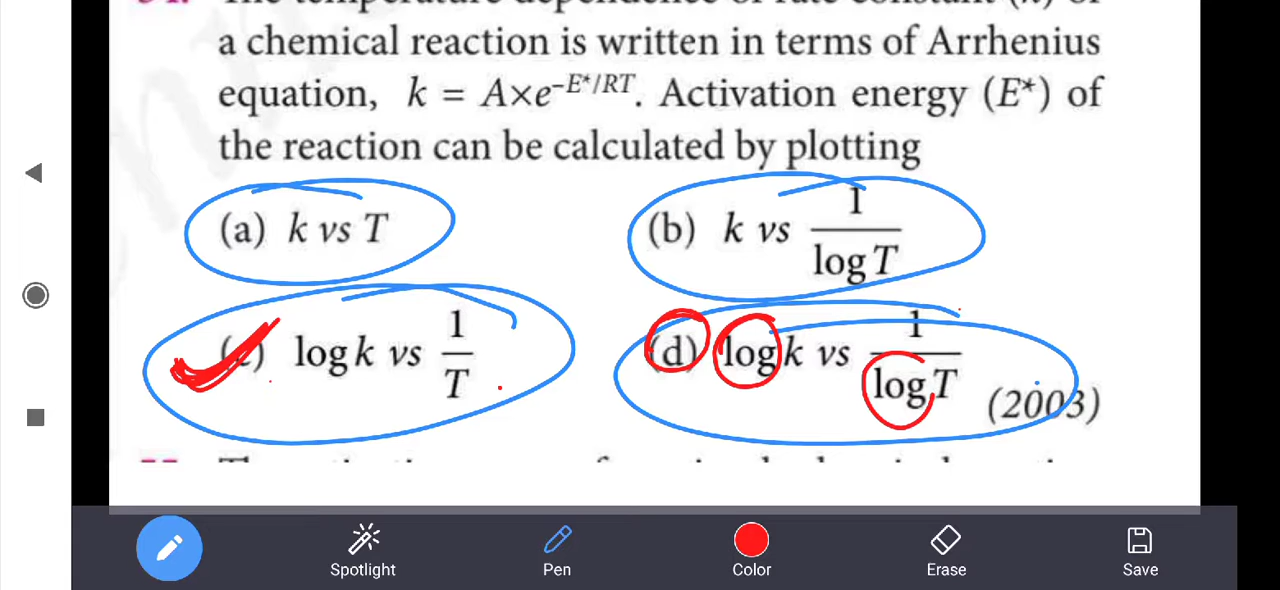 a chemical reaction is written in terms of Arrhenius
equation, k = A×e^–E*/RT. Activation energy (E*) of
the reaction can be calculated by plotting
(a) k vs T
(b) k vs 1/log T
(c) log k vs 1/T
(d) log k vs 1/log T
(2003)
Spotlight
Pen
Color
Erase
Save